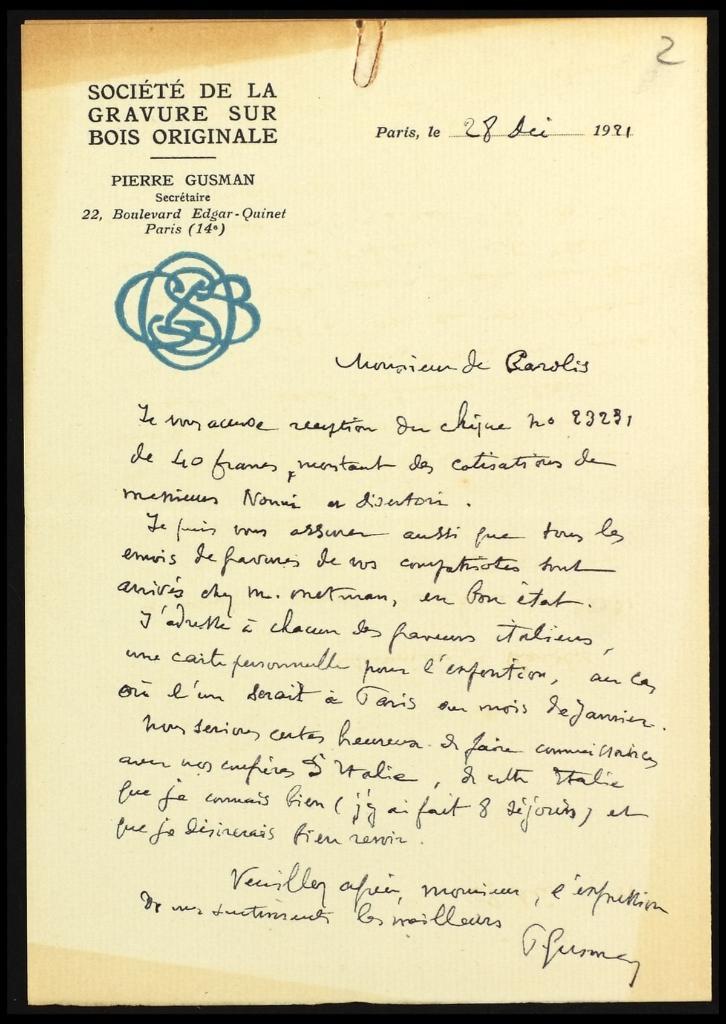 2
SOCIÉTÉ DE LA
GRAVURE SUR
BOIS ORIGINALE
PIERRE GUSMAN
Secrétaire
22, Boulevard Edgar-Quinet
Paris (14e)
Paris, le 28 Déc 1921
Monsieur de Carolis
Je vous accuse reception du chèque no 23231
de 40 francs, montant des cotisations de
messieurs Nonni et Disertori.
Je puis vous assurer aussi que tous les
envois de gravures de vos compatriotes sont
arrivés chez M. Metman, en bon état.
J'adresse à chacun des graveurs italiens,
une carte personnelle pour l'exposition, au cas
où l'un serait à Paris au mois de Janvier.
Nous serions certes heureux de faire connaissances
avec nos confrères d'Italie, de cette Italie
que je connais bien (j'y ai fait 8 séjours) et
que je désirerais bien revoir.
Veuillez agréer, monsieur, l'expression
de mes sentiments les meilleurs
P Gusman